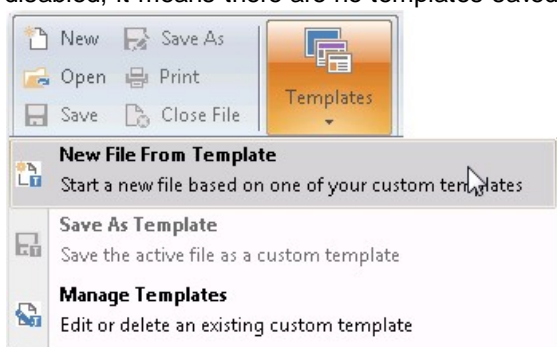 disabled, it means there are no templates saved
New Save As
Open Print
Save Close File
Templates
New File From Template
Start a new file based on one of your custom templates
Save As Template
Save the active file as a custom template
Manage Templates
Edit or delete an existing custom template